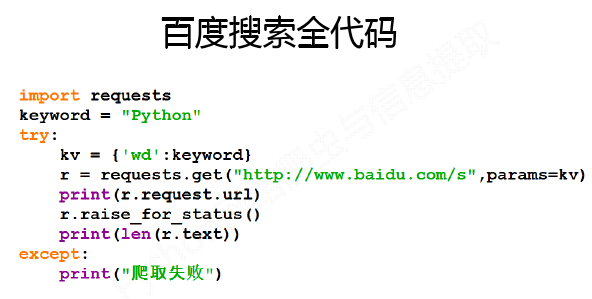 百度搜索全代码
import requests
keyword = "Python"
try:
    kv = {'wd':keyword}
    r = requests.get("http://www.baidu.com/s",params=kv)
    print(r.request.url)
    r.raise_for_status()
    print(len(r.text))
except:
    print("爬取失败")